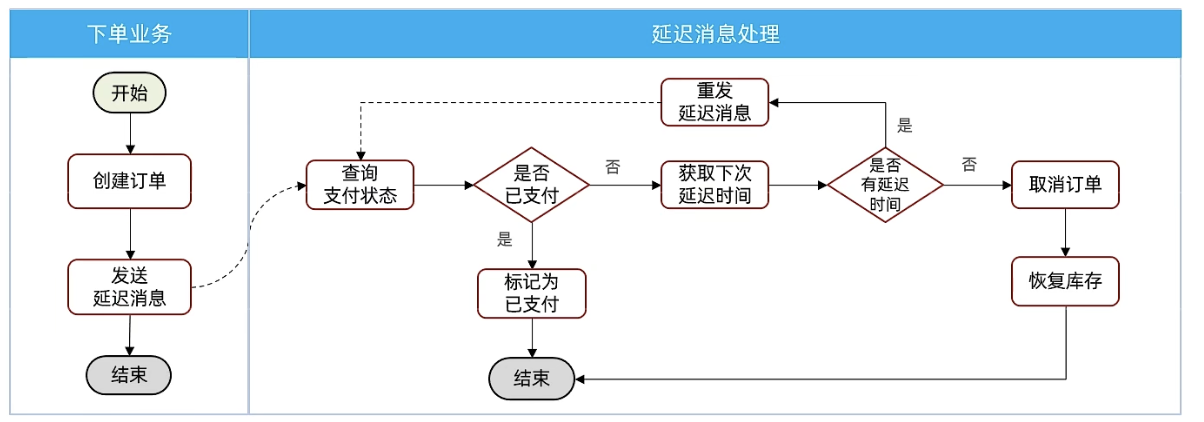 下单业务
延迟消息处理
开始
创建订单
发送
延迟消息
结束
重发
延迟消息
是
查询
支付状态
是否
已支付
否
获取下次
延迟时间
是否
有延迟
时间
否
取消订单
是
标记为
已支付
恢复库存
结束